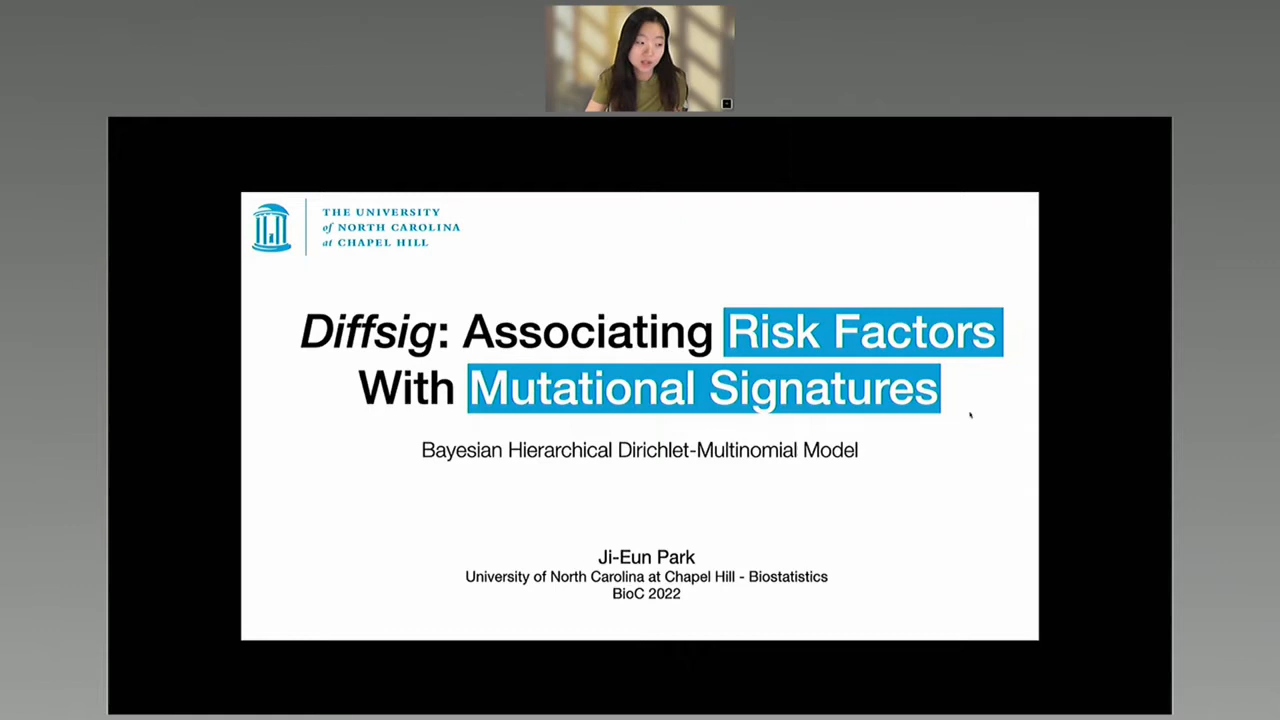 THE UNIVERSITY
of NORTH CAROLINA
at CHAPEL HILL
Diffsig: Associating Risk Factors
With Mutational Signatures
Bayesian Hierarchical Dirichlet-Multinomial Model
Ji-Eun Park
University of North Carolina at Chapel Hill - Biostatistics
BioC 2022